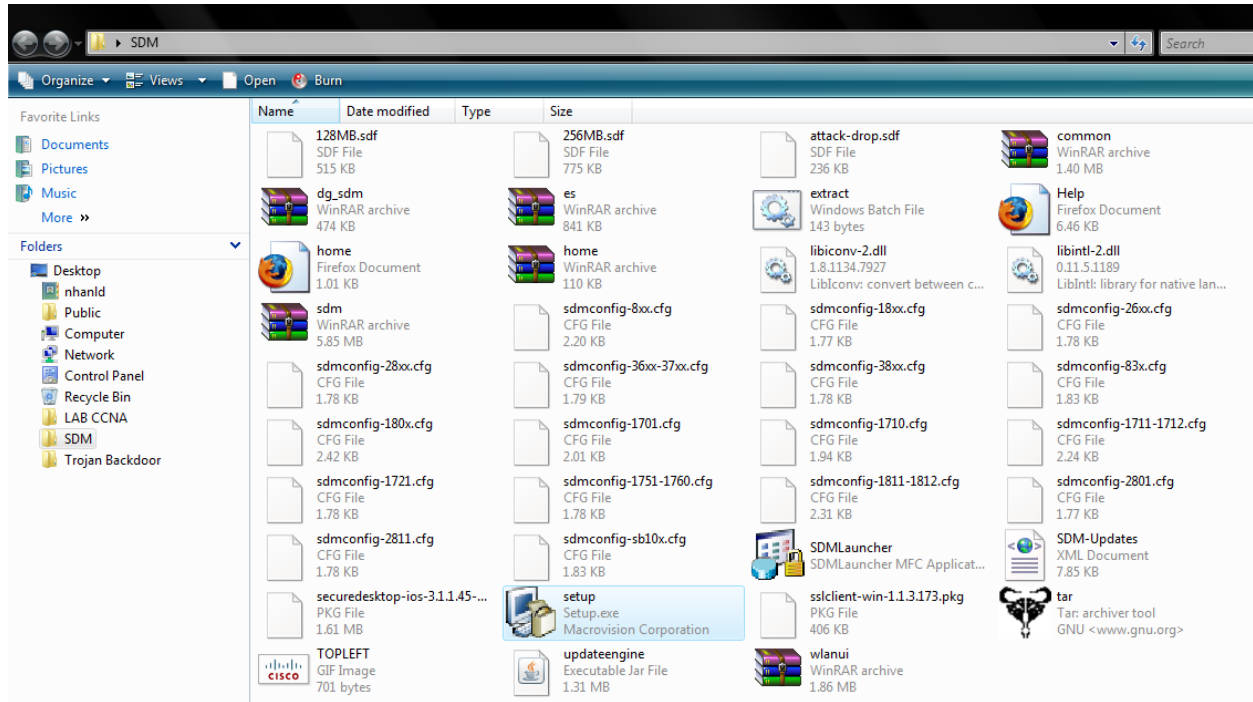 SDM
Search
Organize Views Open Burn
Favorite Links
Documents
Pictures
Music
More »
Folders
Desktop
nhanld
Public
Computer
Network
Control Panel
Recycle Bin
LAB CCNA
SDM
Trojan Backdoor
Name Date modified Type Size
128MB.sdf
SDF File
515 KB
256MB.sdf
SDF File
775 KB
attack-drop.sdf
SDF File
236 KB
common
WinRAR archive
1.40 MB
dg_sdm
WinRAR archive
474 KB
es
WinRAR archive
841 KB
extract
Windows Batch File
143 bytes
Help
Firefox Document
6.46 KB
home
Firefox Document
1.01 KB
home
WinRAR archive
110 KB
libiconv-2.dll
1.8.1134.7927
LibIconv: convert between c...
libintl-2.dll
0.11.5.1189
LibIntl: library for native lan...
sdm
WinRAR archive
5.85 MB
sdmconfig-8xx.cfg
CFG File
2.20 KB
sdmconfig-18xx.cfg
CFG File
1.77 KB
sdmconfig-26xx.cfg
CFG File
1.78 KB
sdmconfig-28xx.cfg
CFG File
1.78 KB
sdmconfig-36xx-37xx.cfg
CFG File
1.79 KB
sdmconfig-38xx.cfg
CFG File
1.78 KB
sdmconfig-83x.cfg
CFG File
1.83 KB
sdmconfig-180x.cfg
CFG File
2.42 KB
sdmconfig-1701.cfg
CFG File
2.01 KB
sdmconfig-1710.cfg
CFG File
1.94 KB
sdmconfig-1711-1712.cfg
CFG File
2.24 KB
sdmconfig-1721.cfg
CFG File
1.78 KB
sdmconfig-1751-1760.cfg
CFG File
1.78 KB
sdmconfig-1811-1812.cfg
CFG File
2.31 KB
sdmconfig-2801.cfg
CFG File
1.77 KB
sdmconfig-2811.cfg
CFG File
1.78 KB
sdmconfig-sb10x.cfg
CFG File
1.83 KB
SDMLauncher
SDMLauncher MFC Applicat...
SDM-Updates
XML Document
7.85 KB
securedesktop-ios-3.1.1.45-...
PKG File
1.61 MB
setup
Setup.exe
Macrovision Corporation
sslclient-win-1.1.3.173.pkg
PKG File
406 KB
tar
Tar: archiver tool
GNU <www.gnu.org>
CISCO
TOPLEFT
GIF Image
701 bytes
updateengine
Executable Jar File
1.31 MB
wlanui
WinRAR archive
1.86 MB